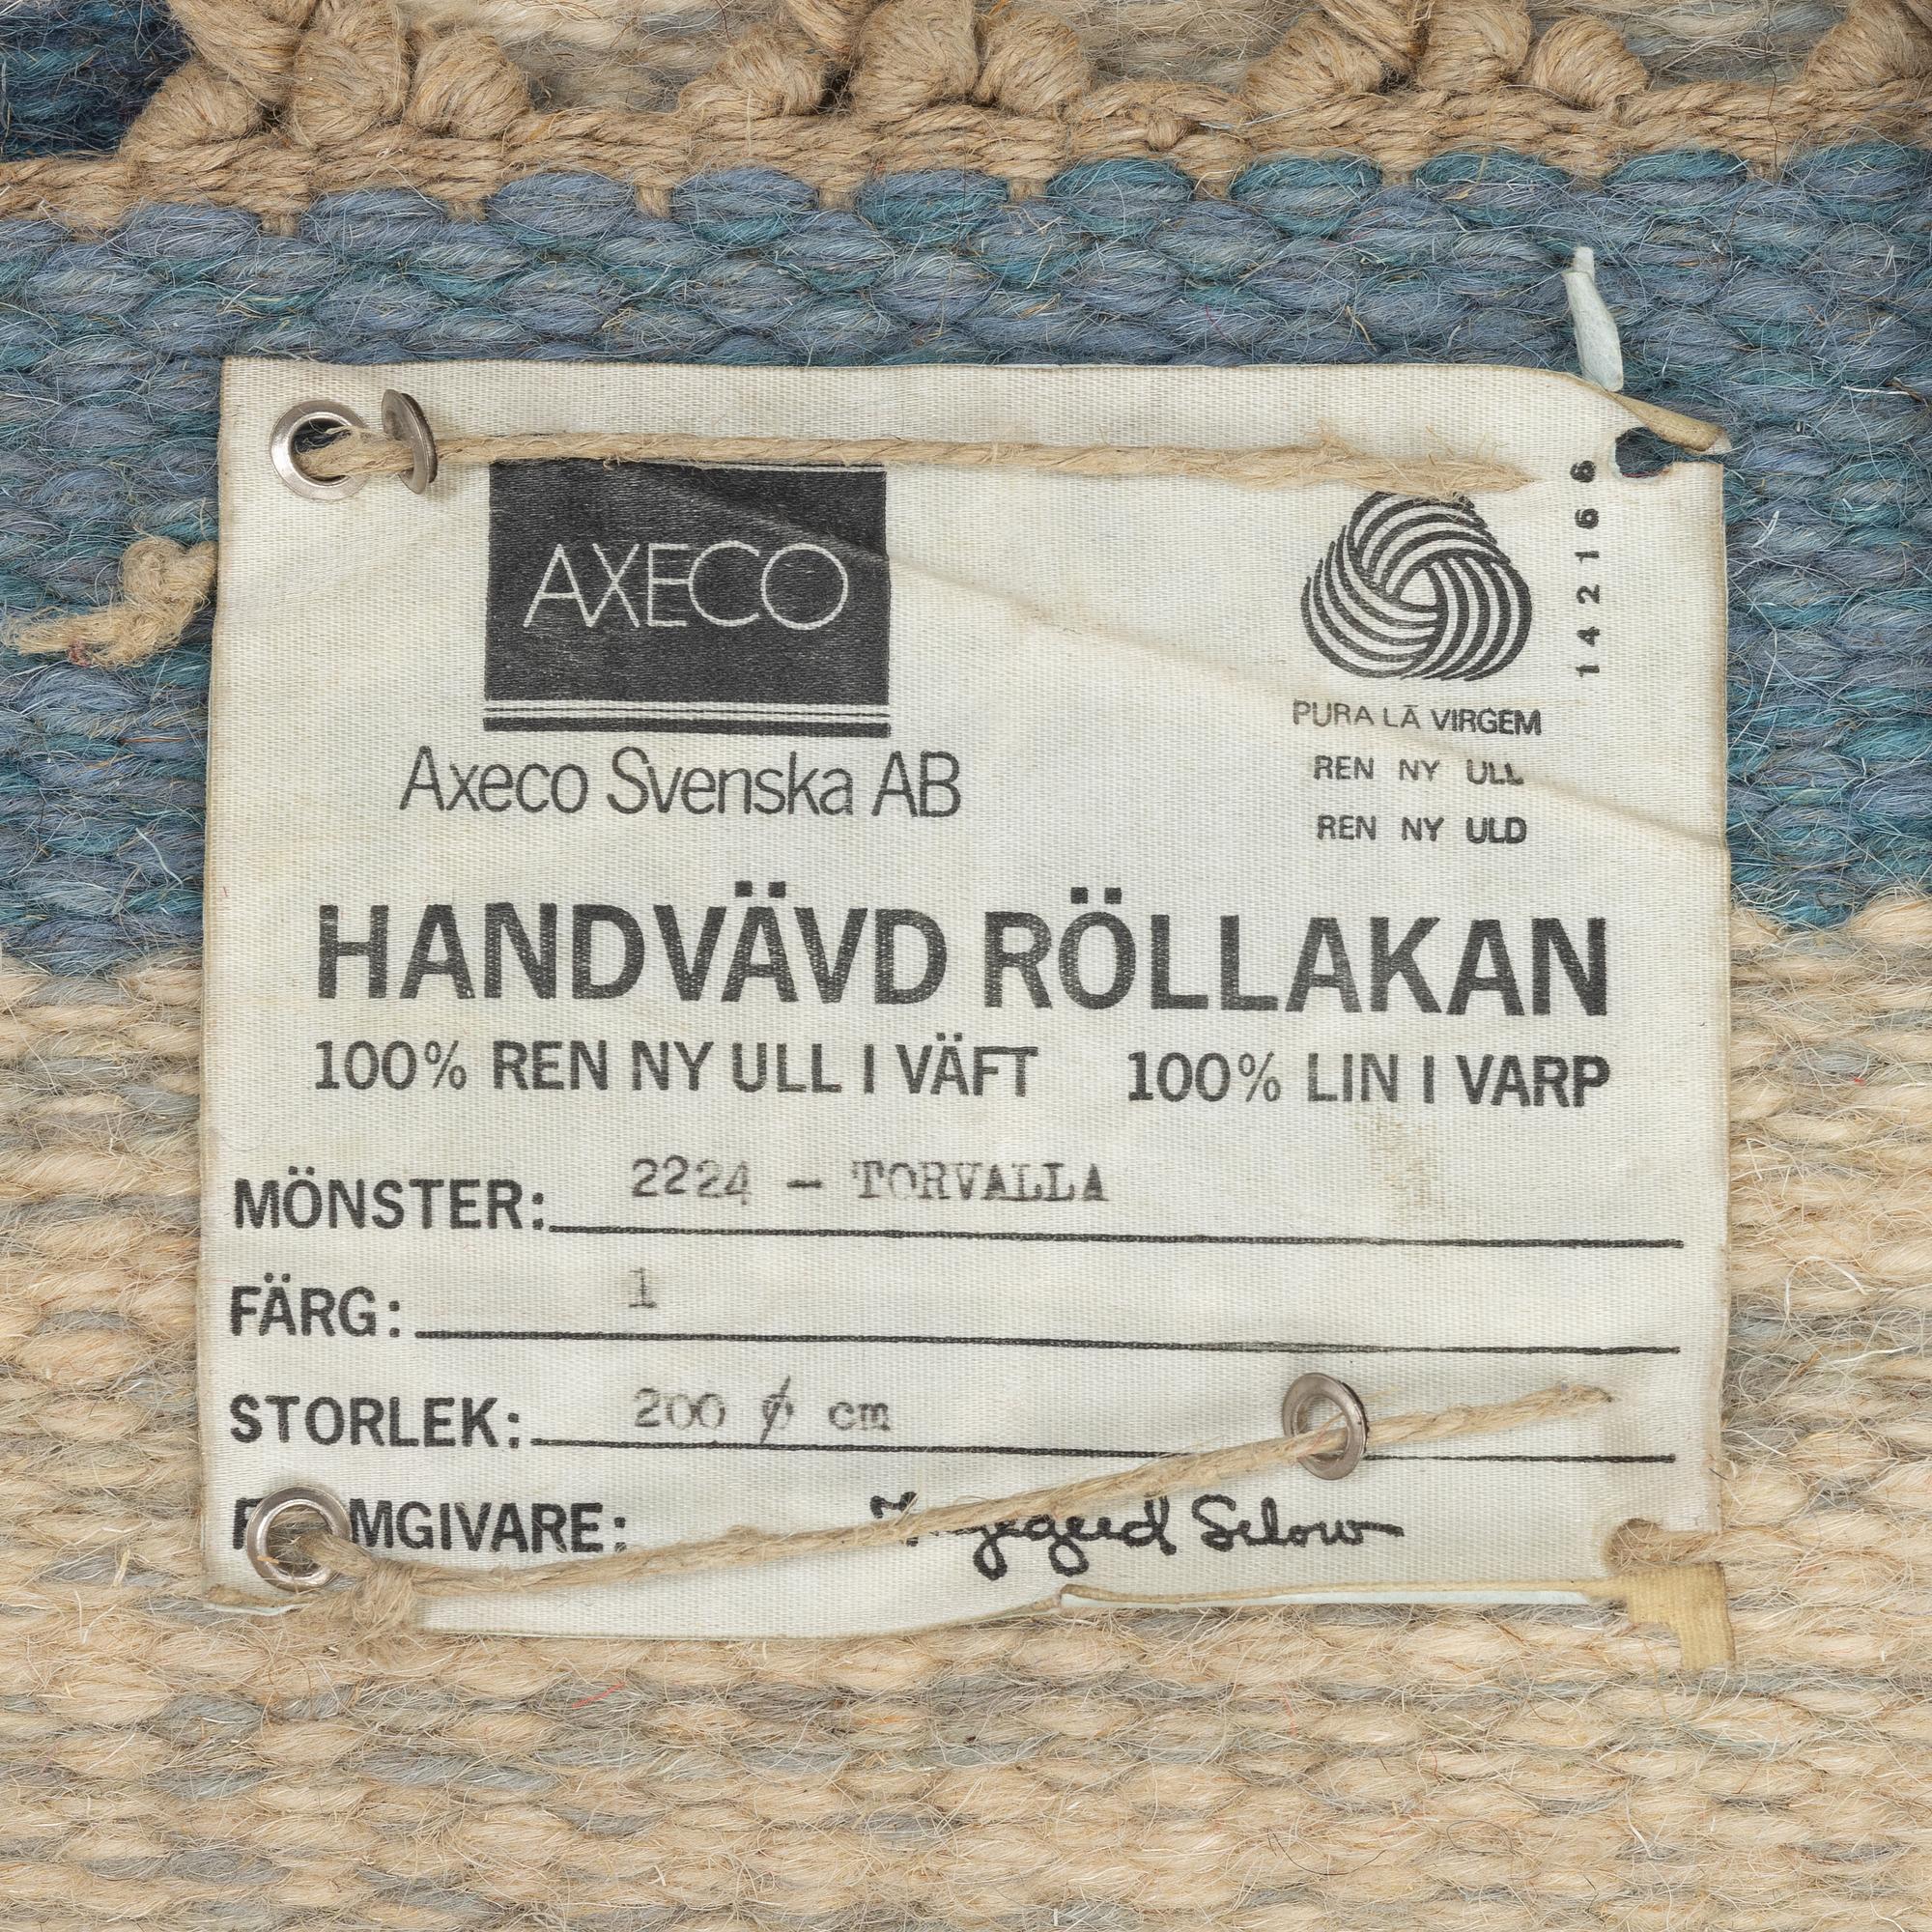 AXECO
Axeco Svenska AB
142166
PURA LÃ VIRGEM
REN NY ULL
REN NY ULD
HANDVÄVD RÖLLAKAN
100% REN NY ULL I VÄFT 100% LIN I VARP
MÖNSTER: 2224 - TORVALLA
FÄRG: 1
STORLEK: 200 ⌀ cm
Silow